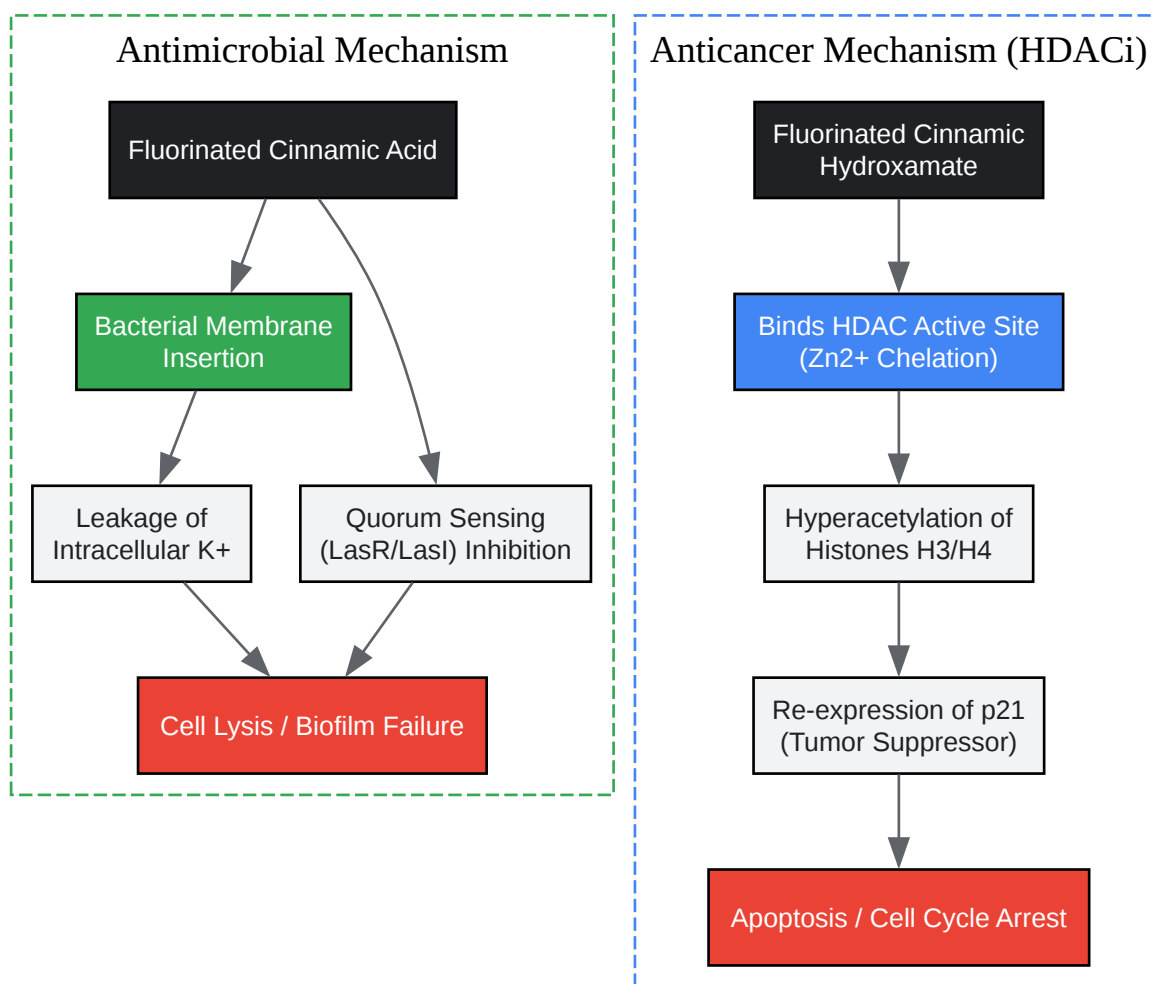 Antimicrobial Mechanism
Fluorinated Cinnamic Acid
Bacterial Membrane
Insertion
Leakage of
Intracellular K+
Quorum Sensing
(LasR/LasI) Inhibition
Cell Lysis / Biofilm Failure
Anticancer Mechanism (HDACi)
Fluorinated Cinnamic
Hydroxamate
Binds HDAC Active Site
(Zn2+ Chelation)
Hyperacetylation of
Histones H3/H4
Re-expression of p21
(Tumor Suppressor)
Apoptosis / Cell Cycle Arrest